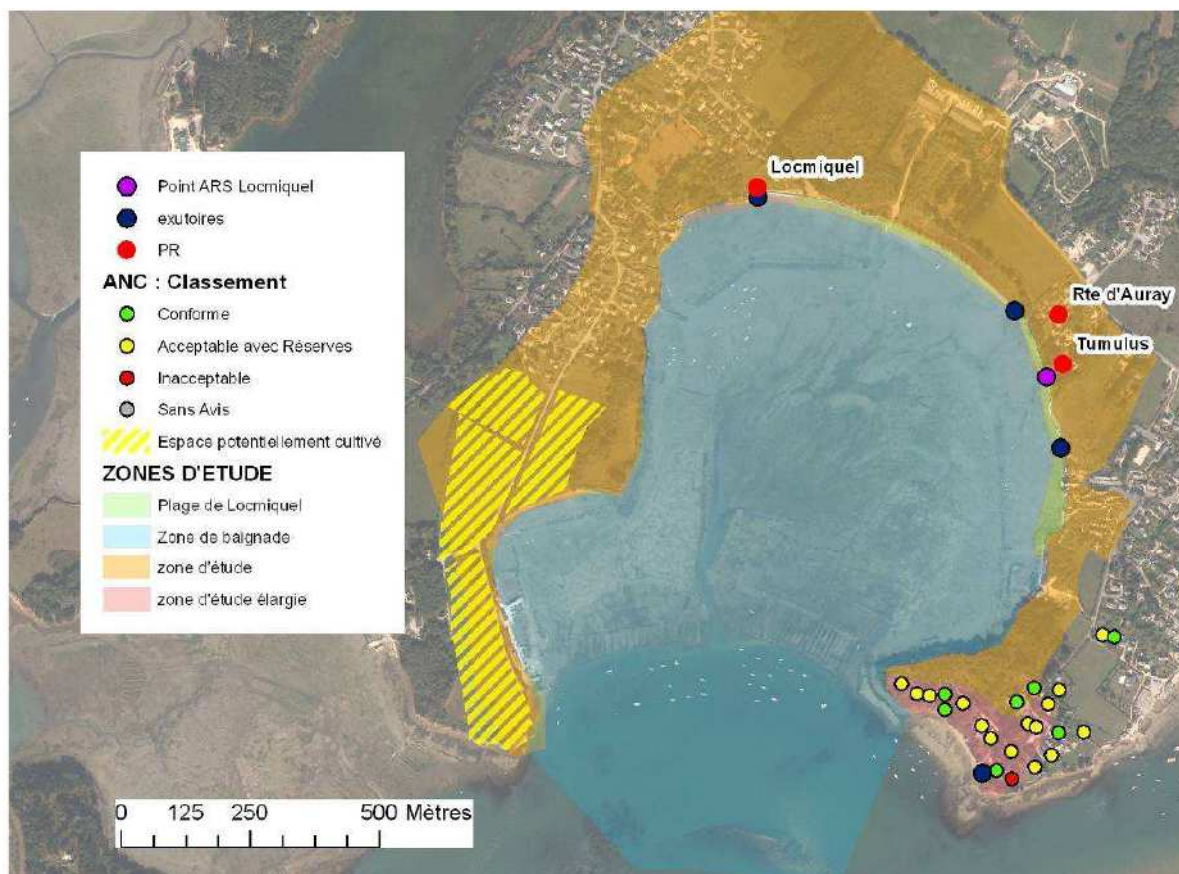 Locmiquel
Rte d'Auray
Tumulus
Point ARS Locmiquel
exutoires
PR
ANC : Classement
Conforme
Acceptable avec Réserves
Inacceptable
Sans Avis
Espace potentiellement cultivé
ZONES D'ETUDE
Plage de Locmiquel
Zone de baignade
zone d'étude
zone d'étude élargie
0 125 250 500 Mètres